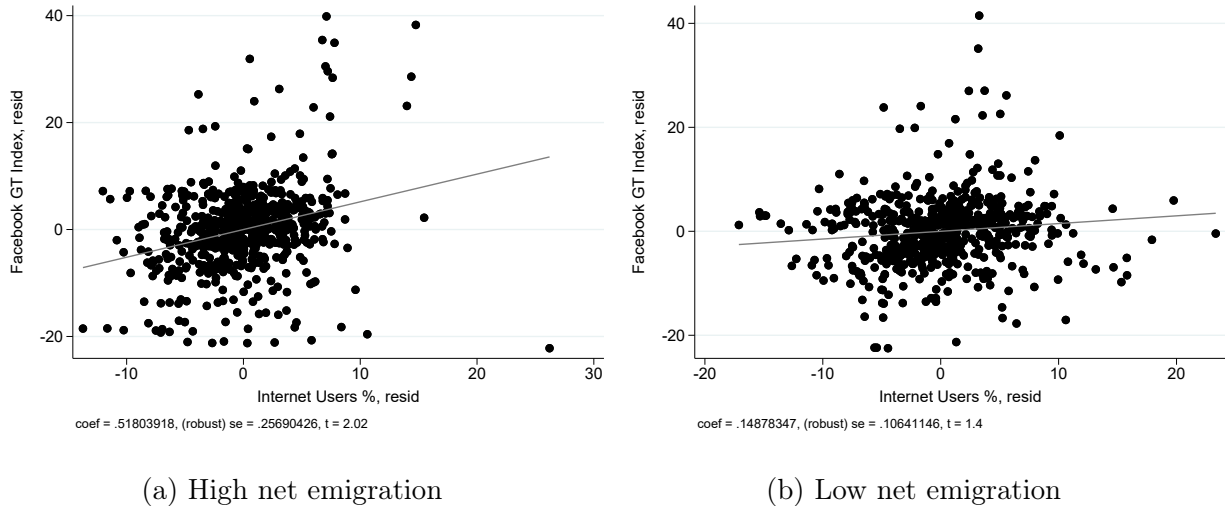 40
20
0
-20
Facebook GT Index, resid
-10
0
10
20
30
Internet Users %, resid
coef = .51803918, (robust) se = .25690426, t = 2.02
(a) High net emigration
40
20
0
-20
Facebook GT Index, resid
-20
-10
0
10
20
Internet Users %, resid
coef = .14878347, (robust) se = .10641146, t = 1.4
(b) Low net emigration